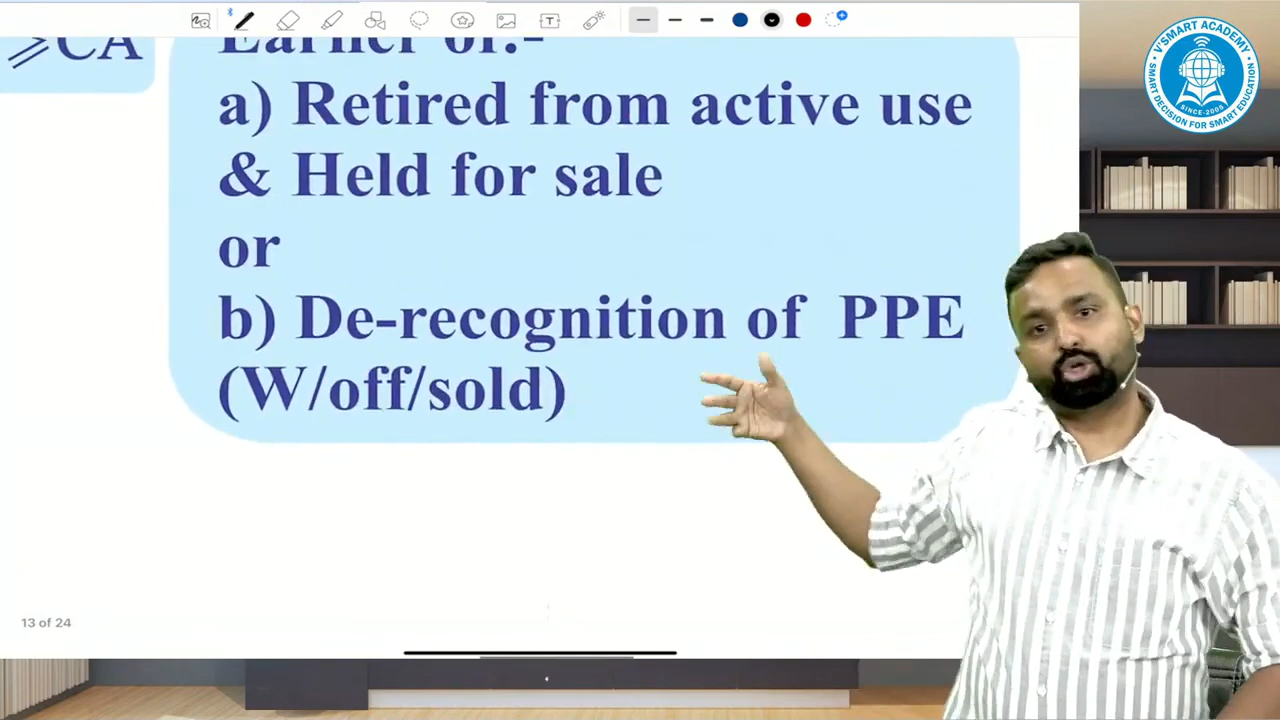 ⩾CA
Earlier of:-
a) Retired from active use
& Held for sale
or
b) De-recognition of PPE
(W/off/sold)
13 of 24
V'SMART ACADEMY
SINCE-2005
SMART DECISION FOR SMART EDUCATION
T